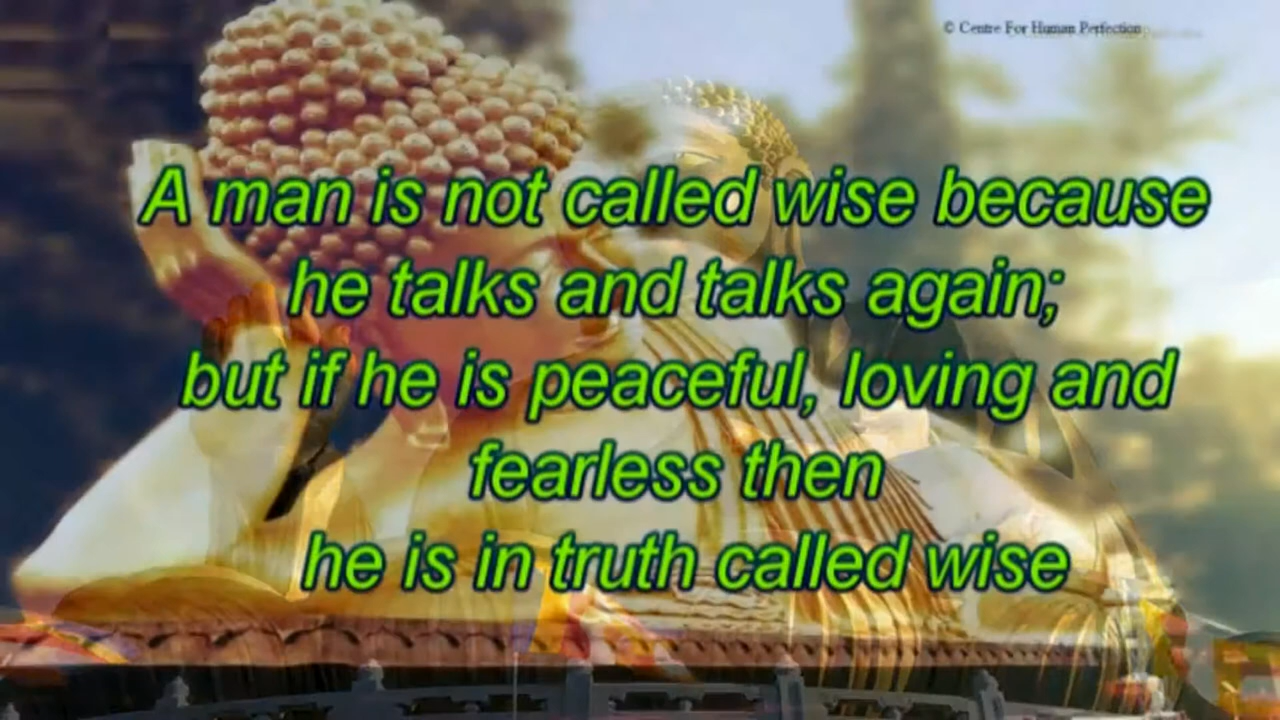 © Centre For Human Perfection
A man is not called wise because
he talks and talks again;
but if he is peaceful, loving and
fearless then
he is in truth called wise